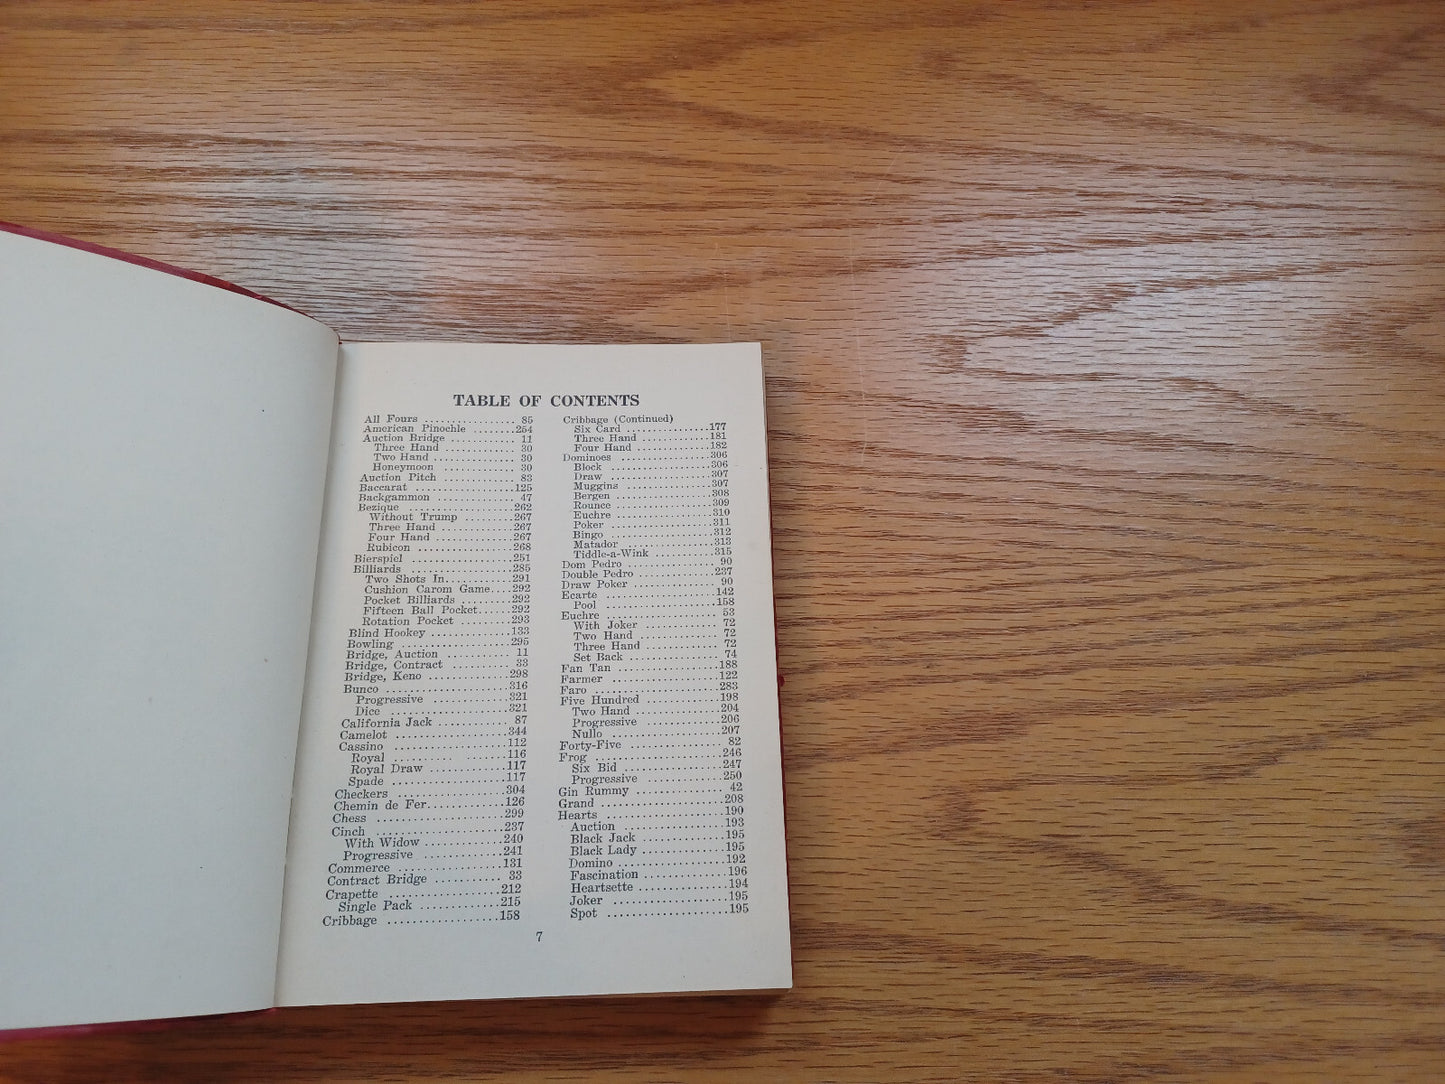 TABLE OF CONTENTS
All Fours ................ 85
American Pinochle .......254
Auction Bridge ............ 11
Three Hand ............. 30
Two Hand .............. 30
Honeymoon ............ 30
Auction Pitch ............. 83
Baccarat .................125
Backgammon .............. 47
Bezique ..................262
Without Trump .........267
Three Hand ............267
Four Hand .............267
Rubicon ................268
Bierspiel ..................251
Billiards ..................285
Two Shots In...........291
Cushion Carom Game....292
Pocket Billiards .........292
Fifteen Ball Pocket......292
Rotation Pocket .........293
Blind Hookey .............133
Bowling ..................295
Bridge, Auction ........... 11
Bridge, Contract .......... 33
Bridge, Keno .............298
Bunco ....................316
Progressive .............321
Dice ...................321
California Jack ........... 87
Camelot ..................344
Cassino ..................112
Royal ..................116
Royal Draw ............117
Spade ..................117
Checkers .................304
Chemin de Fer............126
Chess ....................299
Cinch ....................237
With Widow ............240
Progressive .............241
Commerce ................131
Contract Bridge ........... 33
Crapette .................212
Single Pack .............215
Cribbage .................158
Cribbage (Continued)
Six Card ...............177
Three Hand ............181
Four Hand .............182
Dominoes .................306
Block ..................306
Draw ..................307
Muggins ................307
Bergen .................308
Rounce .................309
Euchre .................310
Poker ..................311
Bingo ..................312
Matador ................313
Tiddle-a-Wink ...........315
Dom Pedro ............... 90
Double Pedro .............237
Draw Poker .............. 90
Ecarte ...................142
Pool ...................158
Euchre ................... 53
With Joker ............. 72
Two Hand .............. 72
Three Hand ............ 72
Set Back ............... 74
Fan Tan .................188
Farmer ..................122
Faro .....................283
Five Hundred .............198
Two Hand ..............204
Progressive .............206
Nullo ..................207
Forty-Five ............... 82
Frog .....................246
Six Bid ................247
Progressive .............250
Gin Rummy .............. 42
Grand ...................208
Hearts ...................190
Auction ................193
Black Jack ..............195
Black Lady .............195
Domino ................192
Fascination .............196
Heartsette ..............194
Joker ..................195
Spot ...................195
7